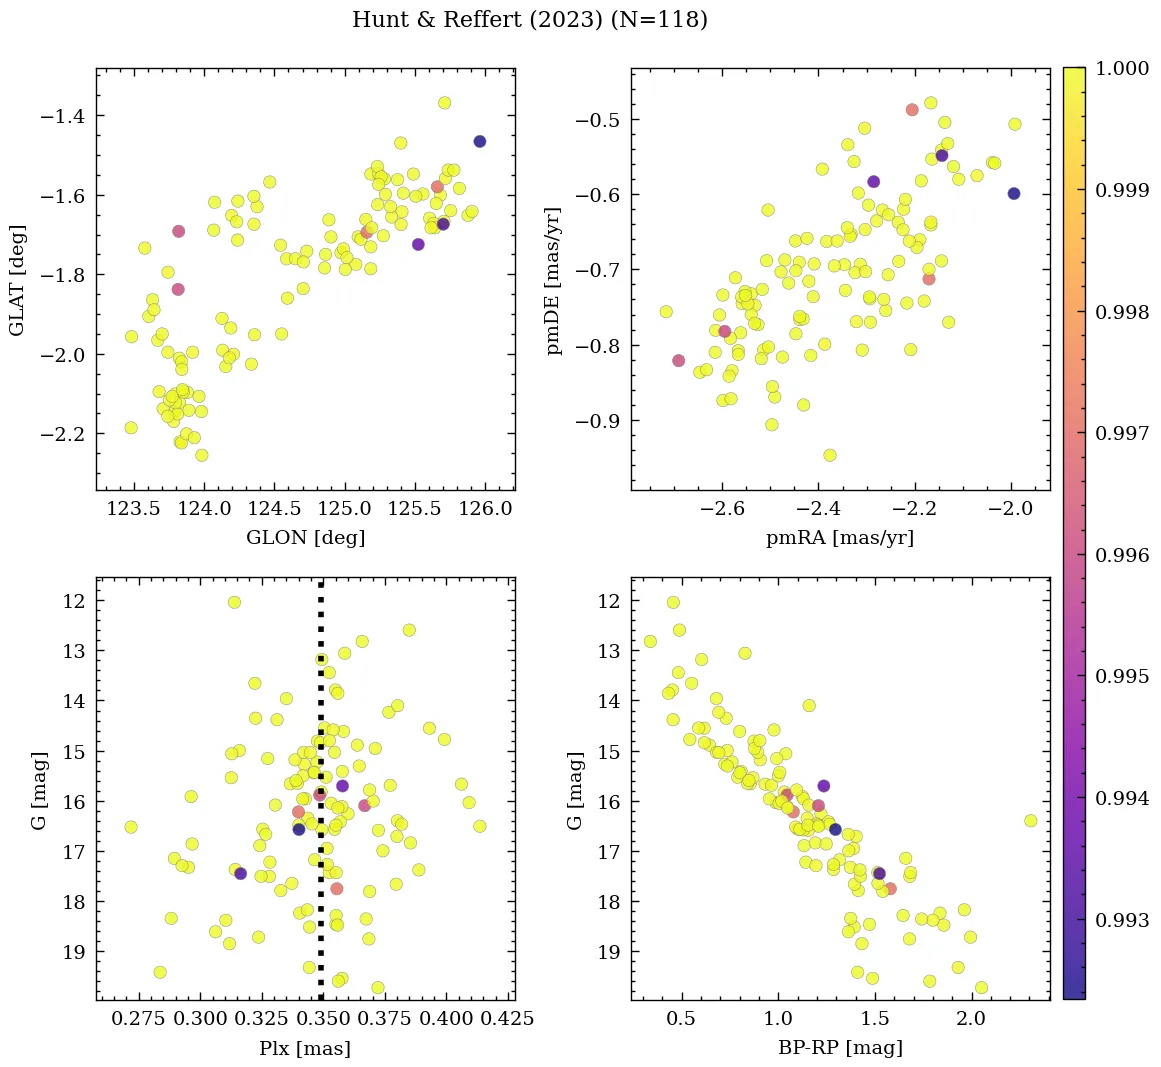 Hunt & Reffert (2023) (N=118)
−1.4
−1.6
−1.8
−2.0
−2.2
GLAT [deg]
123.5 124.0 124.5 125.0 125.5 126.0
GLON [deg]
−0.5
−0.6
−0.7
−0.8
−0.9
pmDE [mas/yr]
−2.6 −2.4 −2.2 −2.0
pmRA [mas/yr]
12
13
14
15
16
17
18
19
G [mag]
0.275 0.300 0.325 0.350 0.375 0.400 0.425
Plx [mas]
12
13
14
15
16
17
18
19
G [mag]
0.5 1.0 1.5 2.0
BP-RP [mag]
1.000
0.999
0.998
0.997
0.996
0.995
0.994
0.993